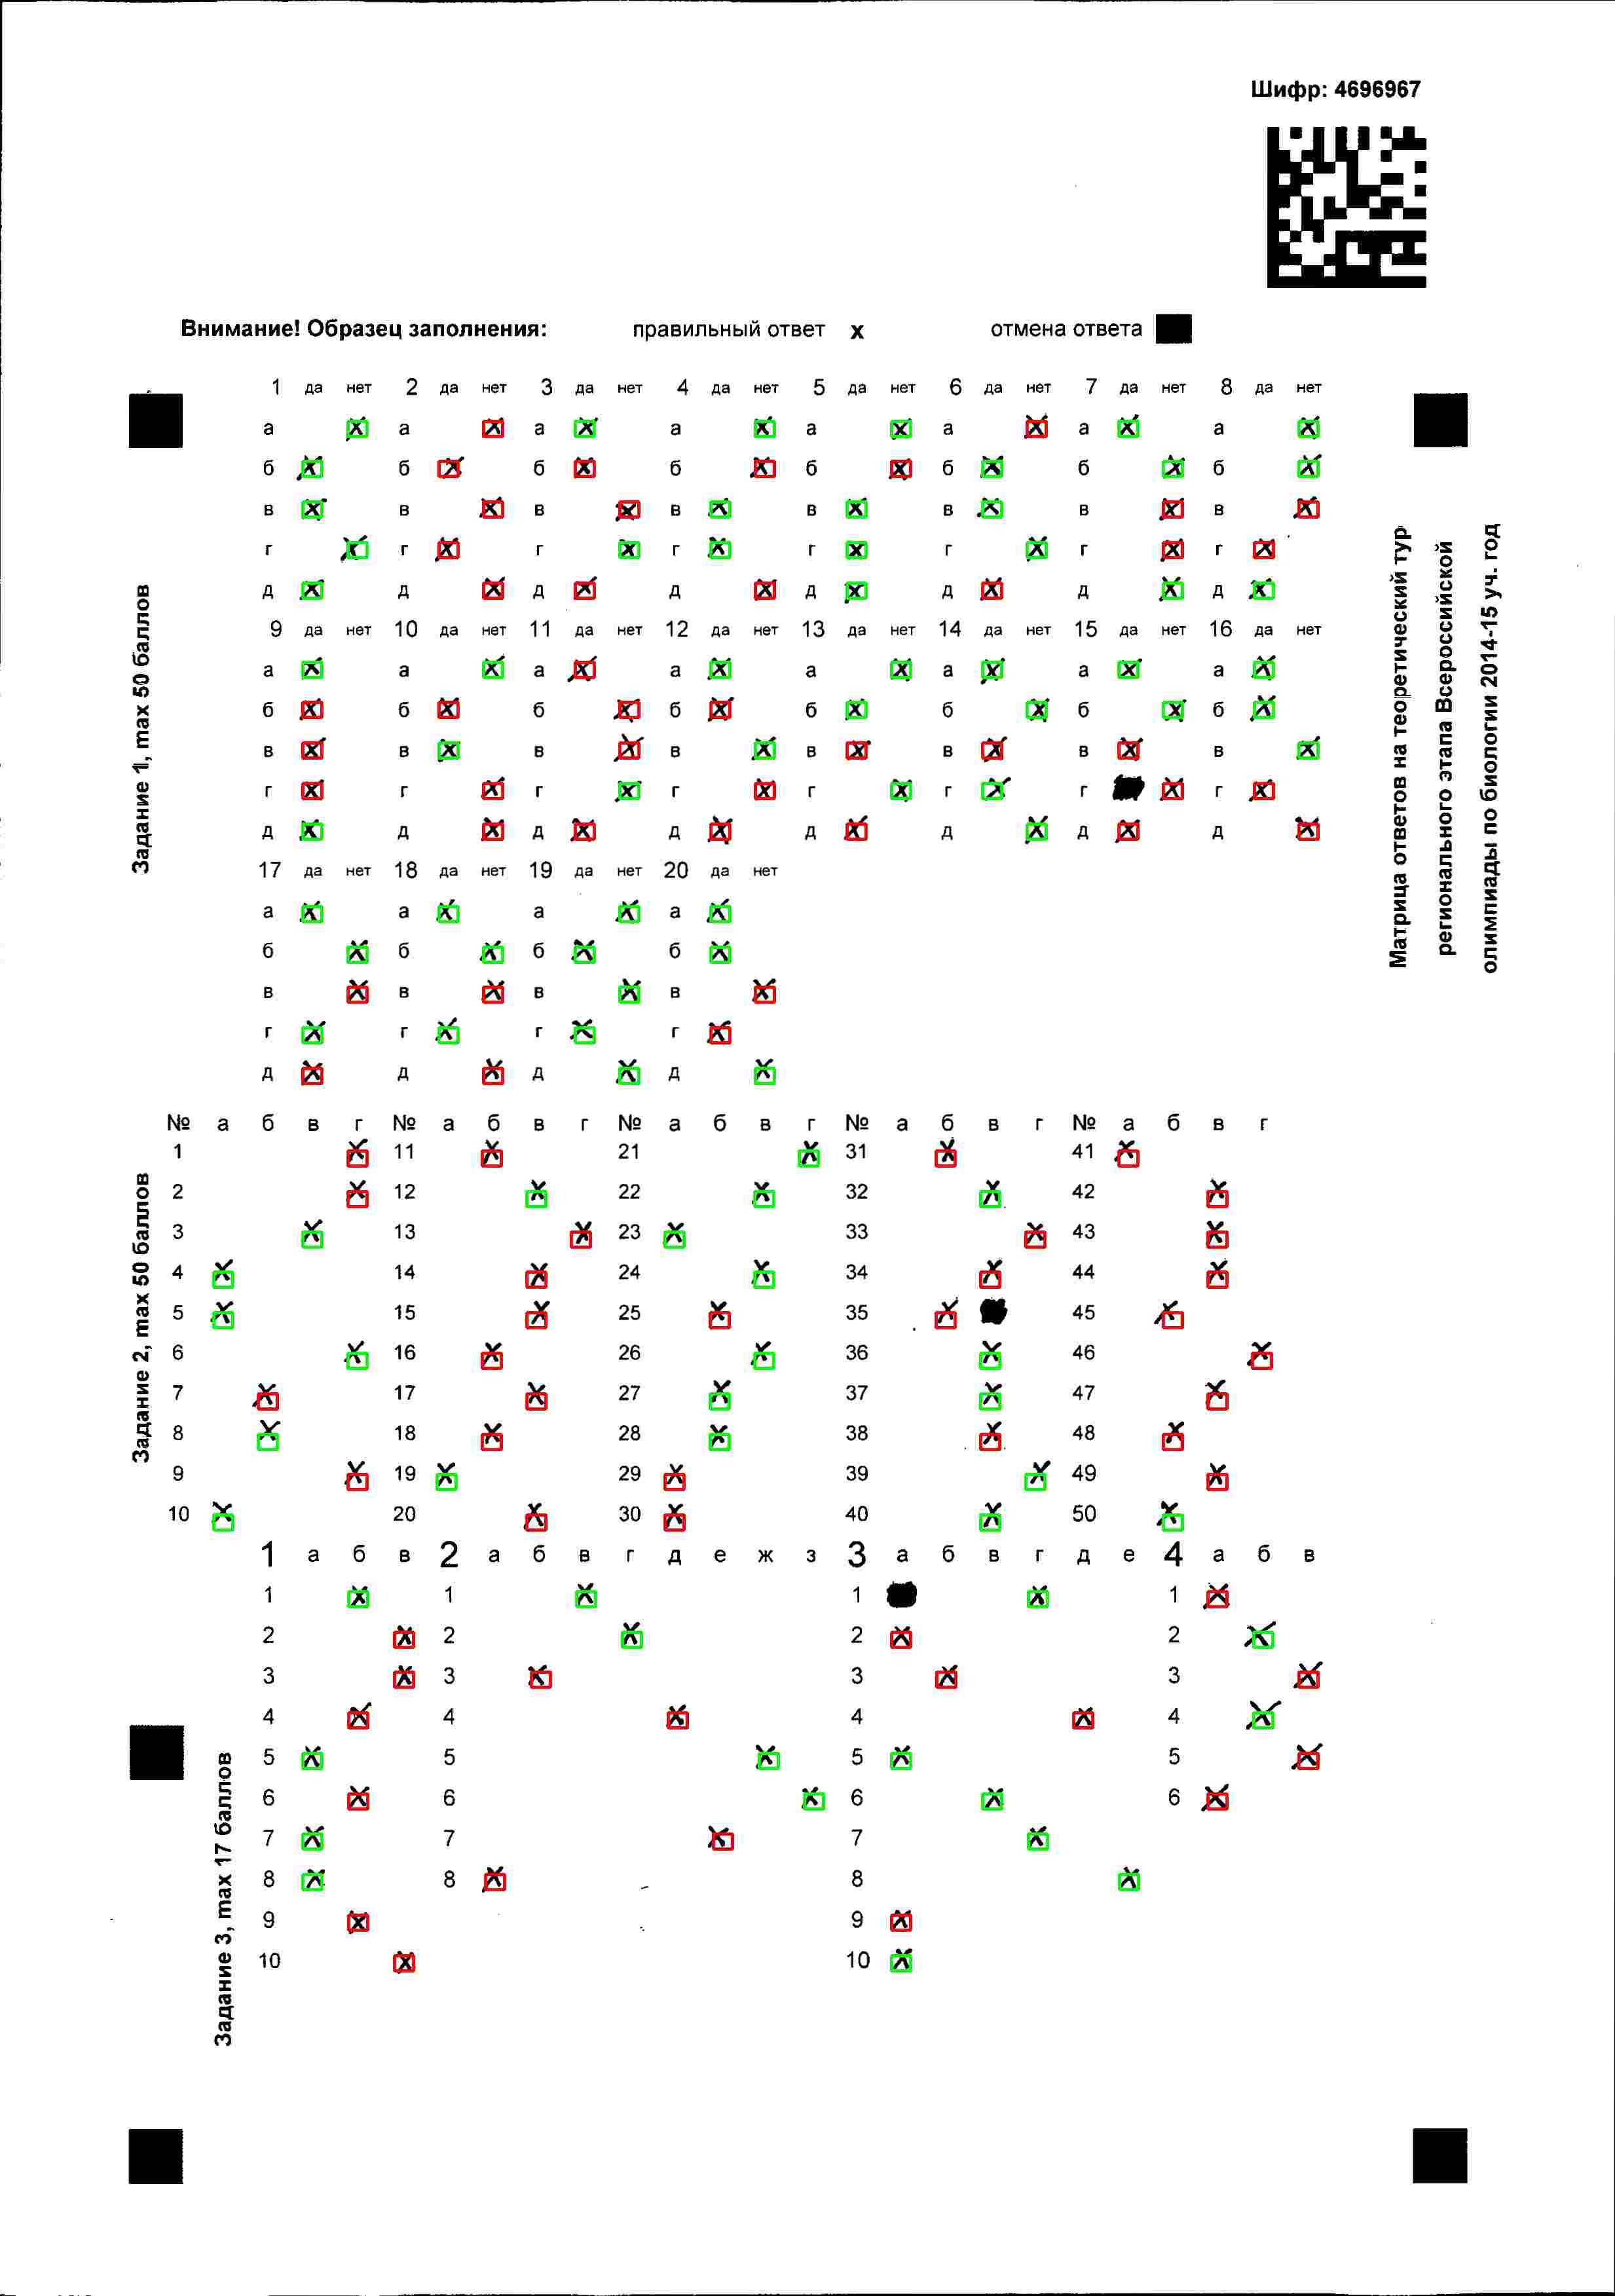 Шифр: 4696967
Внимание! Образец заполнения: правильный ответ х отмена ответа
1 да нет 2 да нет 3 да нет 4 да нет 5 да нет 6 да нет 7 да нет 8 да нет
а а а а а а а а
б б б б б б б б
в в в в в в в в
г г г г г г г г
д д д д д д д д
9 да нет 10 да нет 11 да нет 12 да нет 13 да нет 14 да нет 15 да нет 16 да нет
а а а а а а а а
б б б б б б б б
в в в в в в в в
г г г г г г г г
д д д д д д д д
17 да нет 18 да нет 19 да нет 20 да нет
а а а а
б б б б
в в в в
г г г г
д д д д
Задание 1, max 50 баллов
Матрица ответов на теоретический тур
регионального этапа Всероссийской
олимпиады по биологии 2014-15 уч. год
№ а б в г № а б в г № а б в г № а б в г № а б в г
1 11 21 31 41
2 12 22 32 42
3 13 23 33 43
4 14 24 34 44
5 15 25 35 45
6 16 26 36 46
7 17 27 37 47
8 18 28 38 48
9 19 29 39 49
10 20 30 40 50
Задание 2, max 50 баллов
1 а б в 2 а б в г д е ж з 3 а б в г д е 4 а б в
1 1 1 1
2 2 2 2
3 3 3 3
4 4 4 4
5 5 5 5
6 6 6 6
7 7 7
8 8 8
9 9
10 10
Задание 3, max 17 баллов